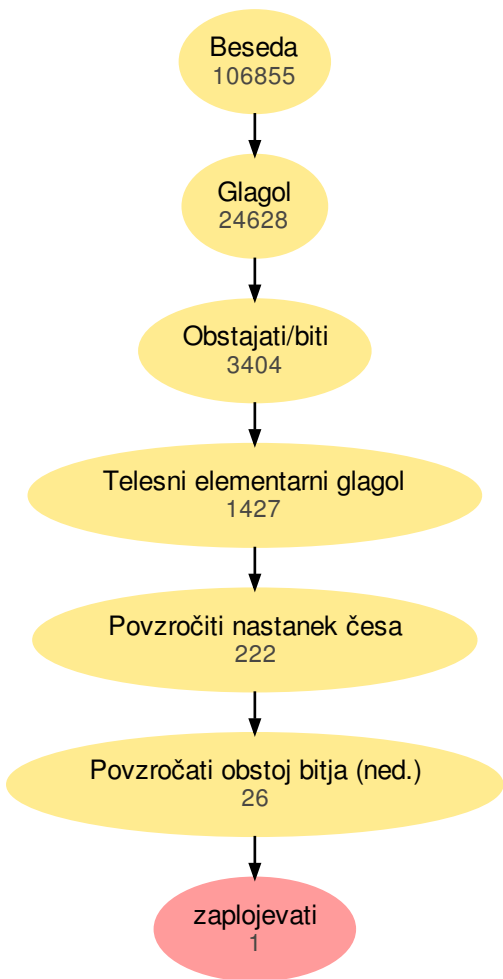 Beseda
106855
Glagol
24628
Obstajati/biti
3404
Telesni elementarni glagol
1427
Povzročiti nastanek česa
222
Povzročati obstoj bitja (ned.)
26
zaplojevati
1